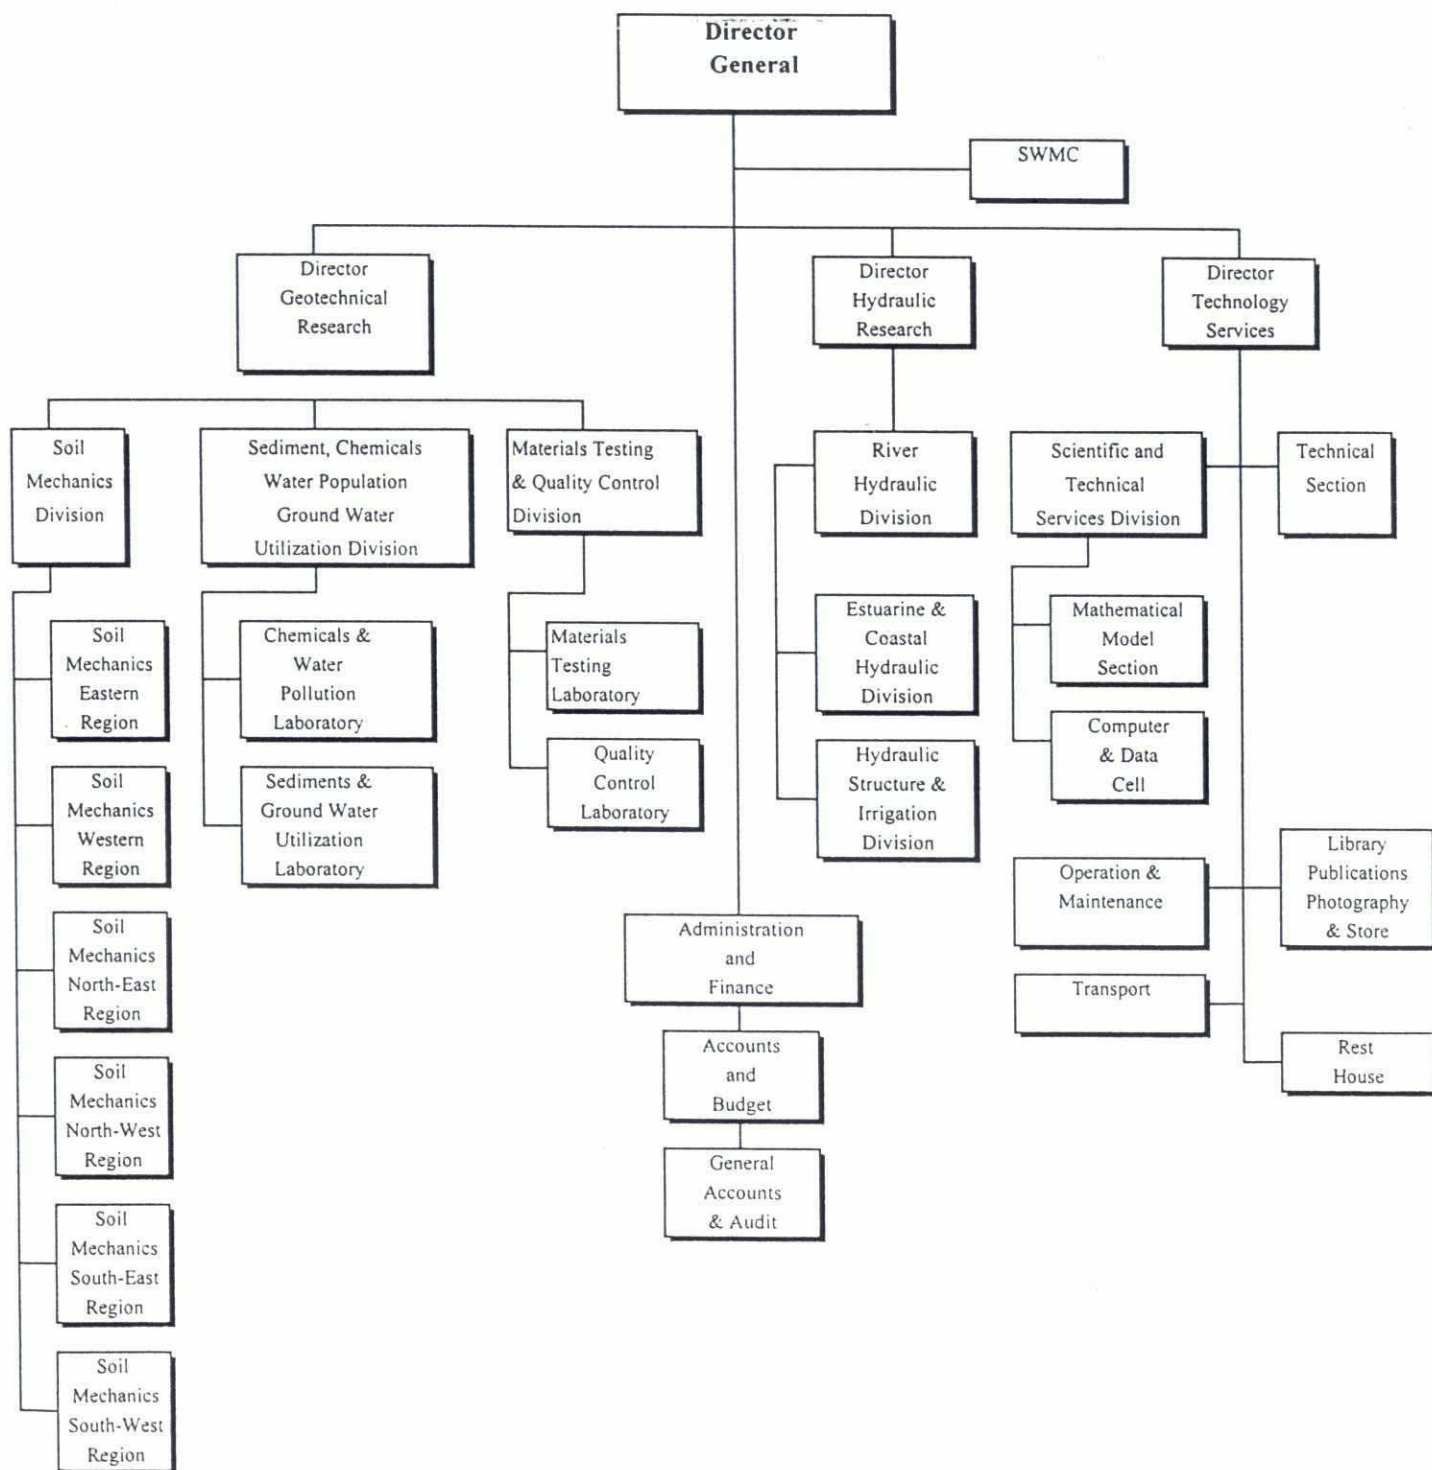 Director
General
SWMC
Director
Geotechnical
Research
Director
Hydraulic
Research
Director
Technology
Services
Soil
Mechanics
Division
Sediment, Chemicals
Water Population
Ground Water
Utilization Division
Materials Testing
& Quality Control
Division
River
Hydraulic
Division
Scientific and
Technical
Services Division
Technical
Section
Soil
Mechanics
Eastern
Region
Chemicals &
Water
Pollution
Laboratory
Materials
Testing
Laboratory
Estuarine &
Coastal
Hydraulic
Division
Mathematical
Model
Section
Soil
Mechanics
Western
Region
Sediments &
Ground Water
Utilization
Laboratory
Quality
Control
Laboratory
Hydraulic
Structure &
Irrigation
Division
Computer
& Data
Cell
Operation &
Maintenance
Library
Publications
Photography
& Store
Soil
Mechanics
North-East
Region
Administration
and
Finance
Transport
Soil
Mechanics
North-West
Region
Accounts
and
Budget
Rest
House
General
Accounts
& Audit
Soil
Mechanics
South-East
Region
Soil
Mechanics
South-West
Region